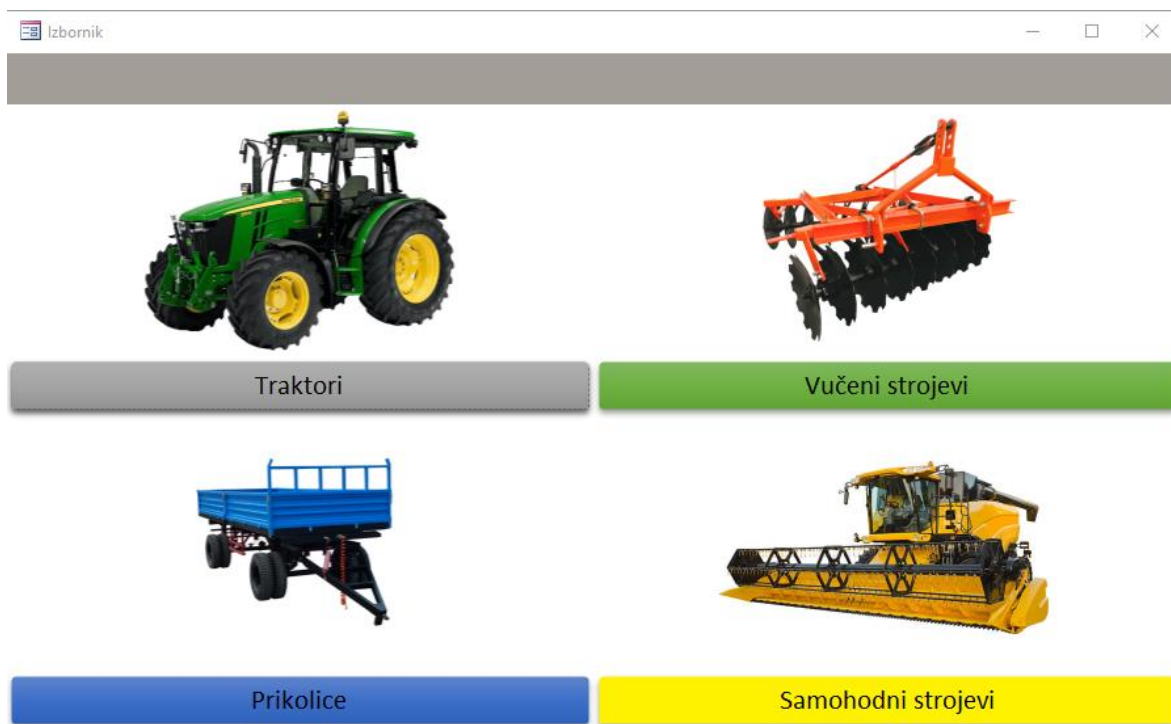 Izbornik
Traktori
Vučeni strojevi
Prikolice
Samohodni strojevi